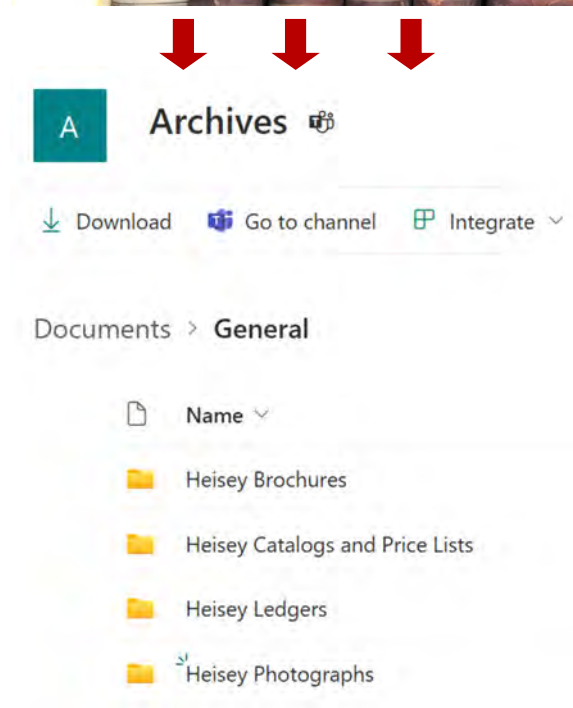 A
Archives
Download Go to channel Integrate
Documents > General
Name
Heisey Brochures
Heisey Catalogs and Price Lists
Heisey Ledgers
Heisey Photographs